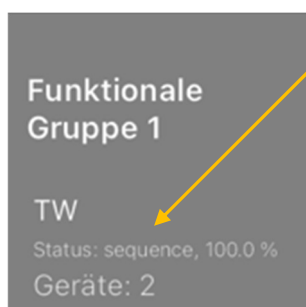 Funktionale
Gruppe 1
TW
Status: sequence, 100.0 %
Geräte: 2